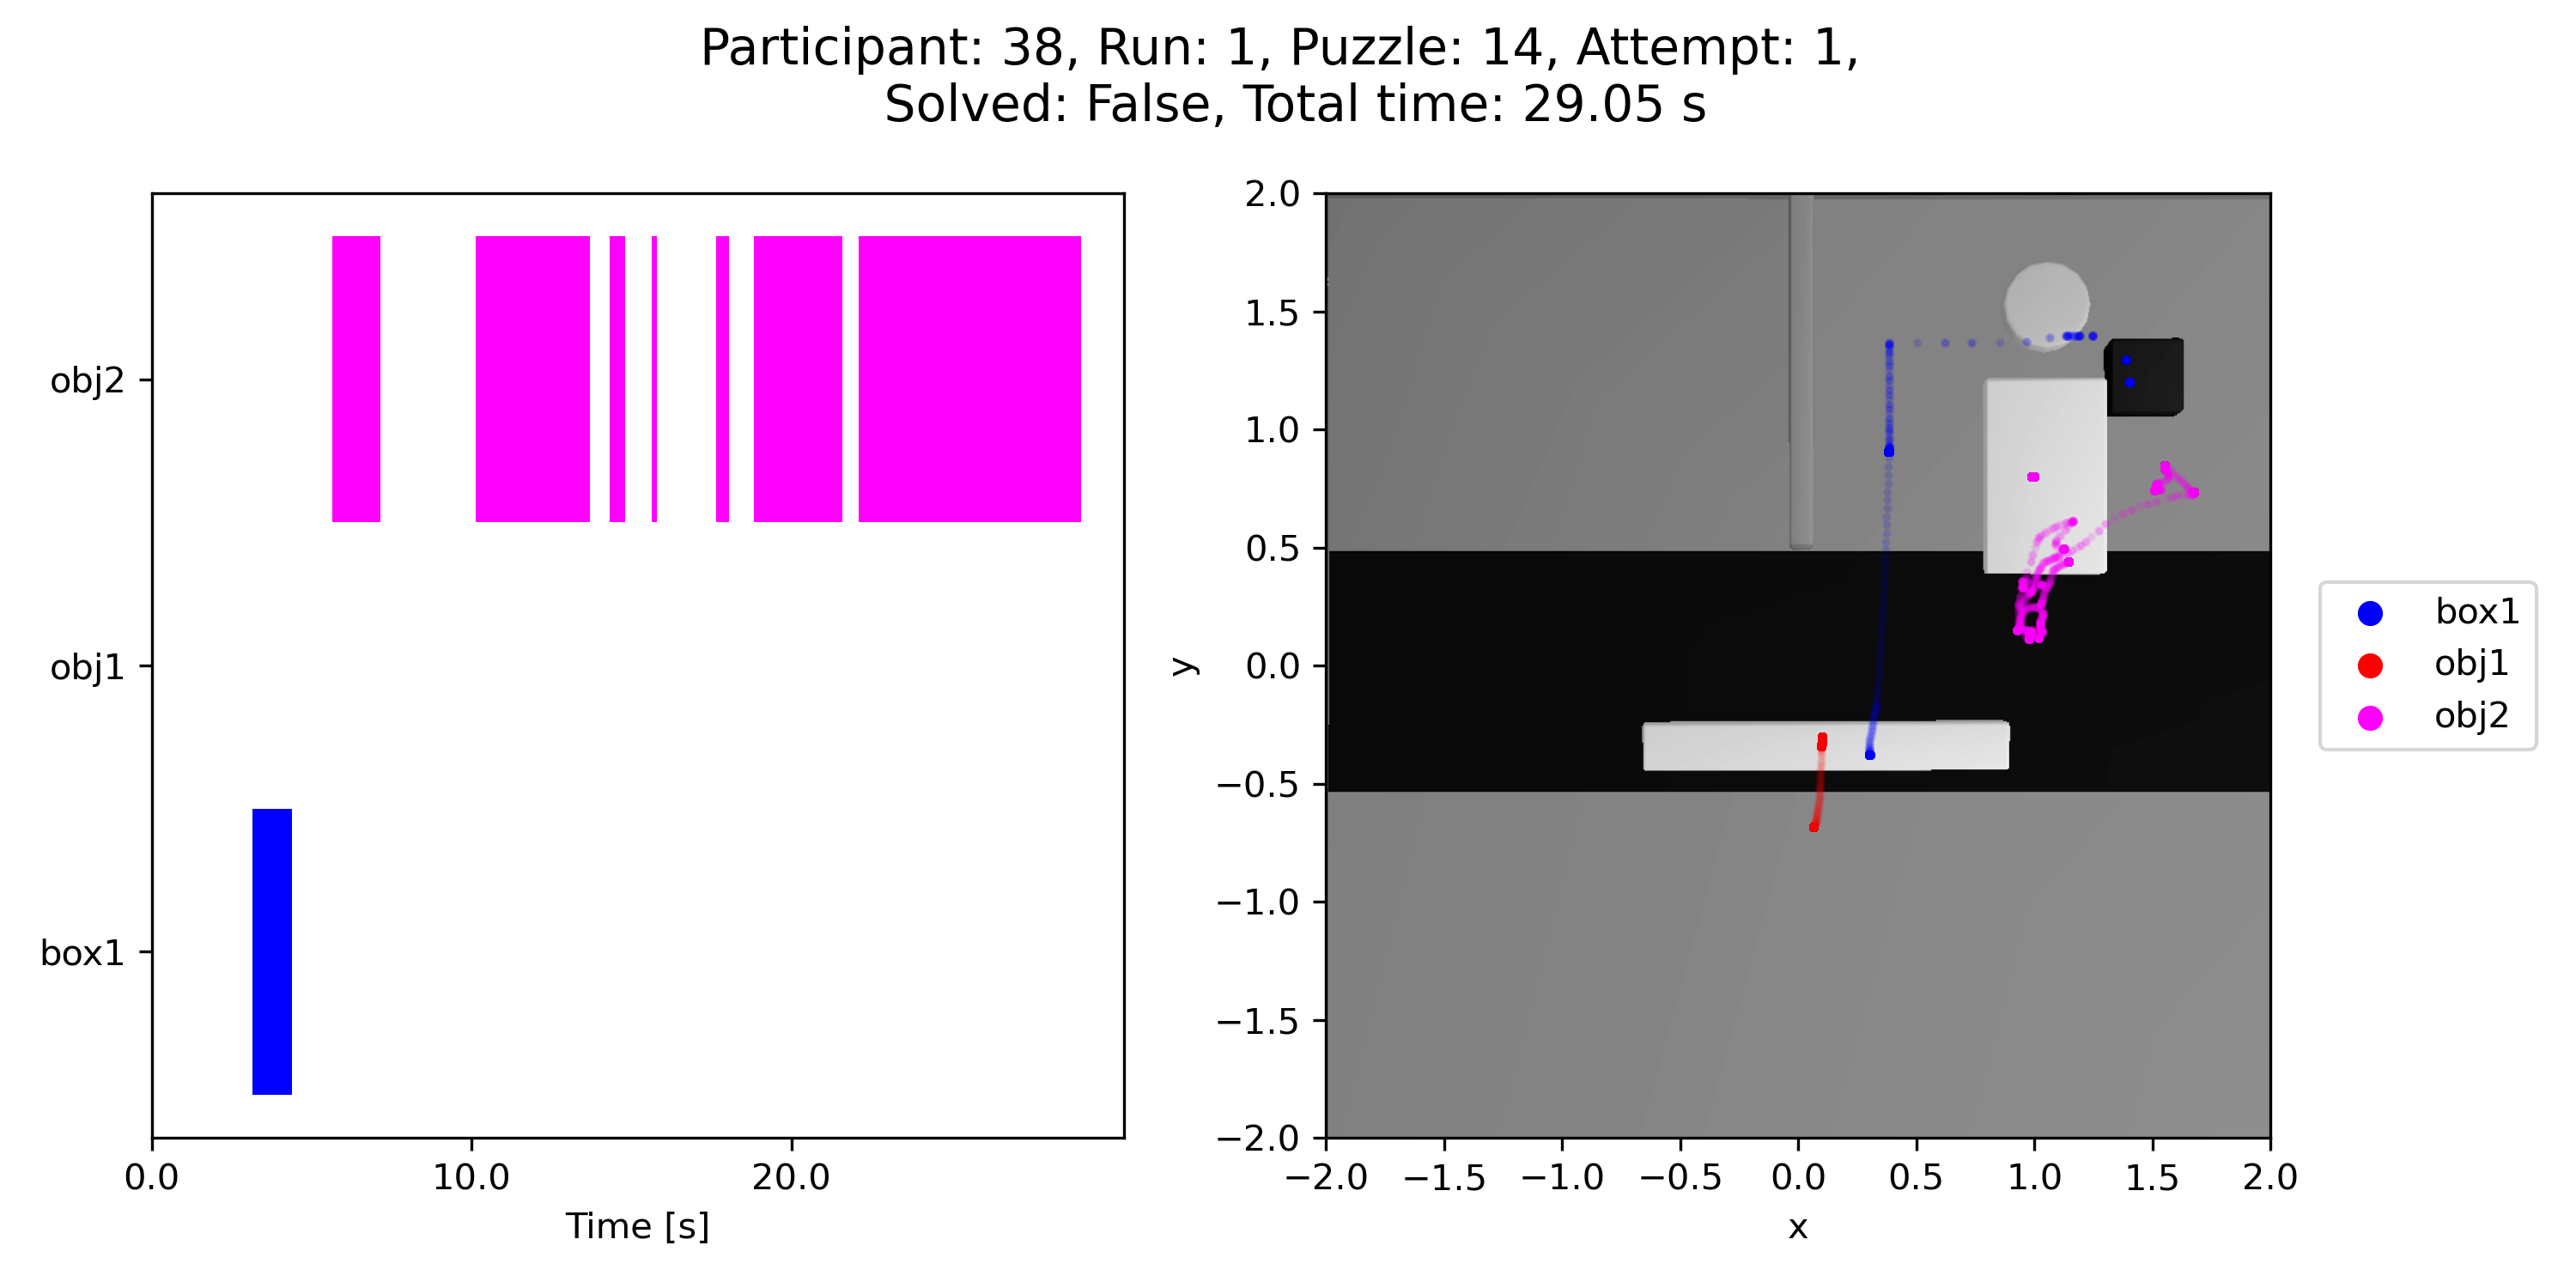 Participant: 38, Run: 1, Puzzle: 14, Attempt: 1,
Solved: False, Total time: 29.05 s
obj2
obj1
box1
0.0
10.0
20.0
Time [s]
2.0
1.5
1.0
0.5
0.0
−0.5
−1.0
−1.5
−2.0
y
−2.0
−1.5
−1.0
−0.5
0.0
0.5
1.0
1.5
2.0
x
box1
obj1
obj2